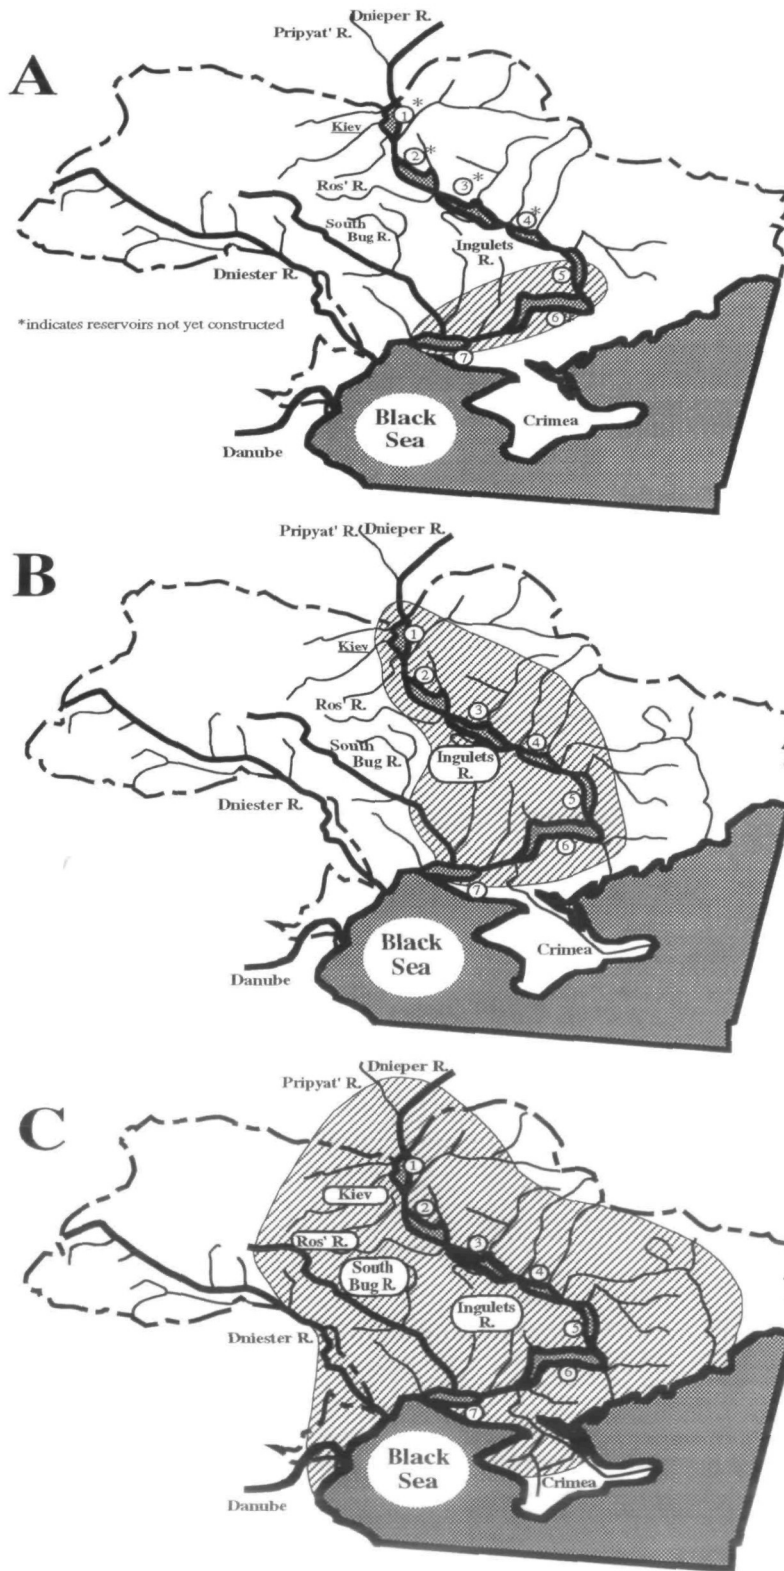 Dnieper R.
Pripyat' R.
A
1*
Kiev
2*
3*
Ros' R.
4*
South
Bug R.
Ingulets
R.
Dniester R.
5
*indicates reservoirs not yet constructed
6
7
Black
Sea
Crimea
Danube
Pripyat' R.
Dnieper R.
B
1
Kiev
2
Ros' R.
3
4
South
Bug R.
Ingulets
R.
Dniester R.
5
6
7
Black
Sea
Crimea
Danube
Dnieper R.
Pripyat' R.
C
1
Kiev
2
Ros' R.
3
South
Bug R.
4
Ingulets
R.
Dniester R.
5
6
7
Black
Sea
Crimea
Danube